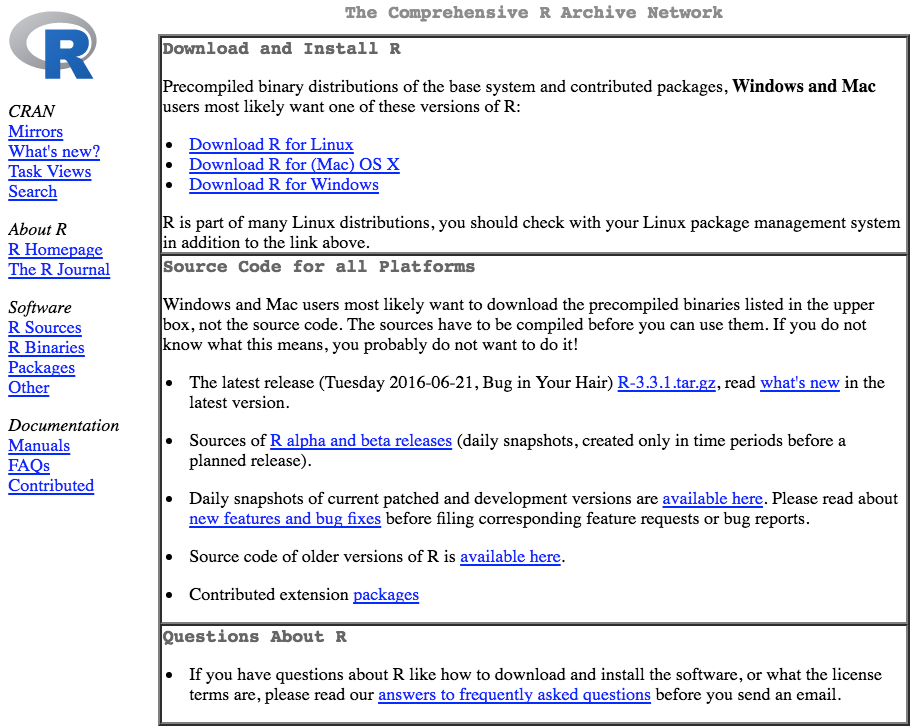 The Comprehensive R Archive Network
R
CRAN
Mirrors
What's new?
Task Views
Search
About R
R Homepage
The R Journal
Software
R Sources
R Binaries
Packages
Other
Documentation
Manuals
FAQs
Contributed
Download and Install R
Precompiled binary distributions of the base system and contributed packages, Windows and Mac
users most likely want one of these versions of R:
• Download R for Linux
• Download R for (Mac) OS X
• Download R for Windows
R is part of many Linux distributions, you should check with your Linux package management system
in addition to the link above.
Source Code for all Platforms
Windows and Mac users most likely want to download the precompiled binaries listed in the upper
box, not the source code. The sources have to be compiled before you can use them. If you do not
know what this means, you probably do not want to do it!
• The latest release (Tuesday 2016-06-21, Bug in Your Hair) R-3.3.1.tar.gz, read what's new in the
latest version.
• Sources of R alpha and beta releases (daily snapshots, created only in time periods before a
planned release).
• Daily snapshots of current patched and development versions are available here. Please read about
new features and bug fixes before filing corresponding feature requests or bug reports.
• Source code of older versions of R is available here.
• Contributed extension packages
Questions About R
• If you have questions about R like how to download and install the software, or what the license
terms are, please read our answers to frequently asked questions before you send an email.